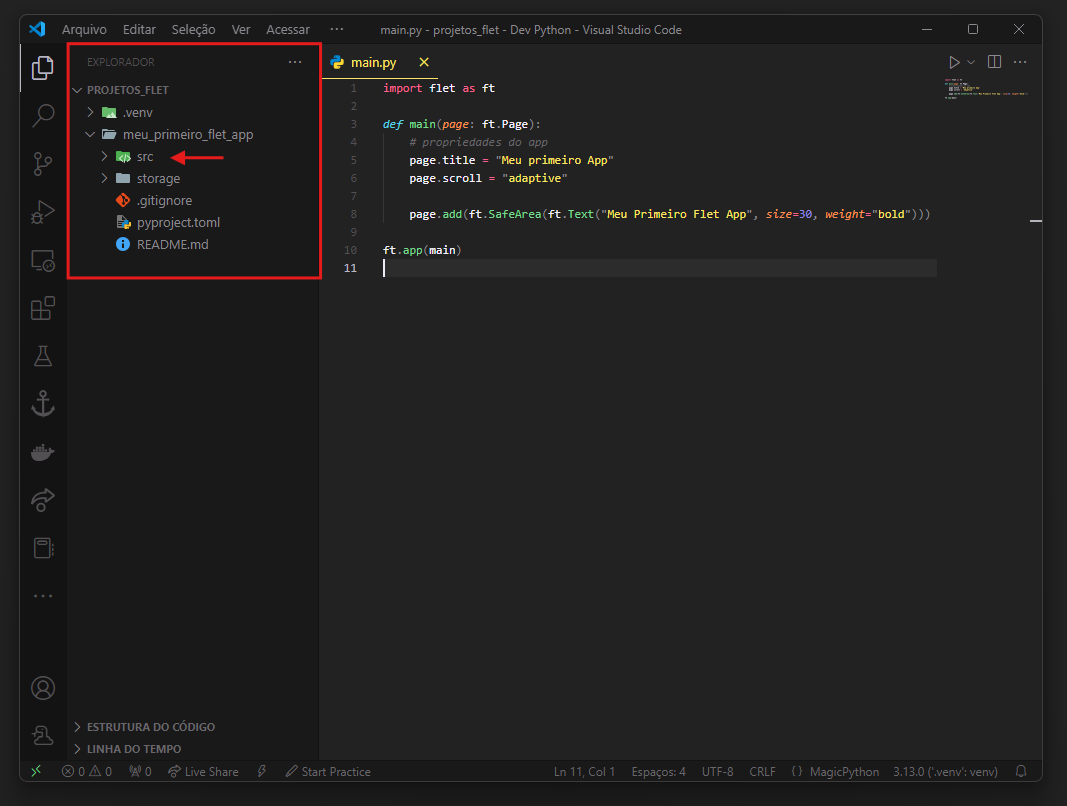 Arquivo Editar Seleção Ver Acessar ··· main.py - projetos_flet - Dev Python - Visual Studio Code
EXPLORADOR ···
PROJETOS_FLET
.venv
meu_primeiro_flet_app
src
storage
.gitignore
pyproject.toml
README.md
ESTRUTURA DO CÓDIGO
LINHA DO TEMPO
main.py
1 import flet as ft
2
3 def main(page: ft.Page):
4 # propriedades do app
5 page.title = "Meu primeiro App"
6 page.scroll = "adaptive"
7
8 page.add(ft.SafeArea(ft.Text("Meu Primeiro Flet App", size=30, weight="bold")))
9
10 ft.app(main)
11
0 0 0 Live Share Start Practice Ln 11, Col 1 Espaços: 4 UTF-8 CRLF { } MagicPython 3.13.0 ('.venv': venv)